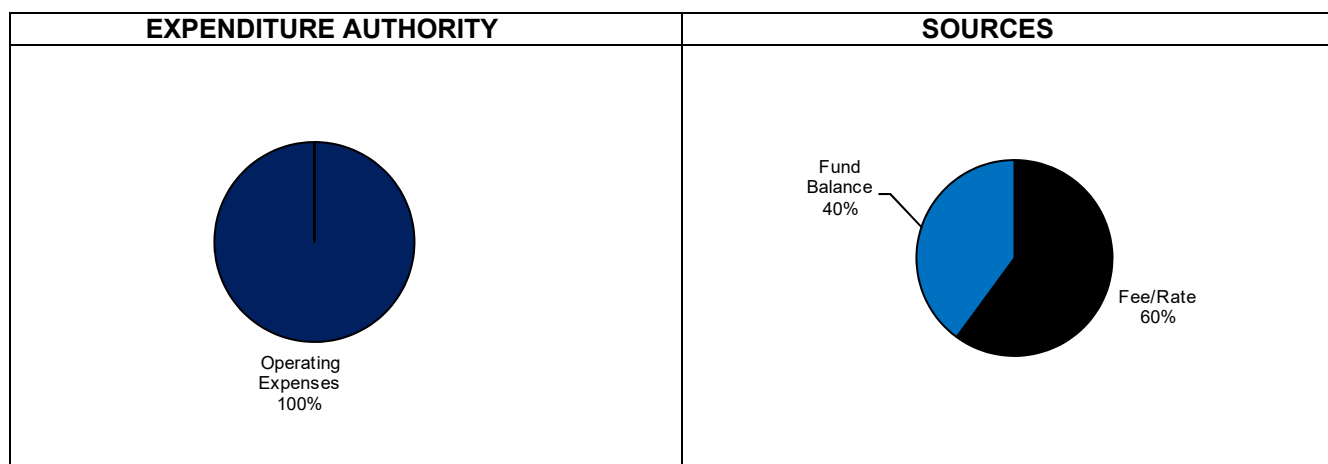 EXPENDITURE AUTHORITY
SOURCES
Operating
Expenses
100%
Fund
Balance
40%
Fee/Rate
60%